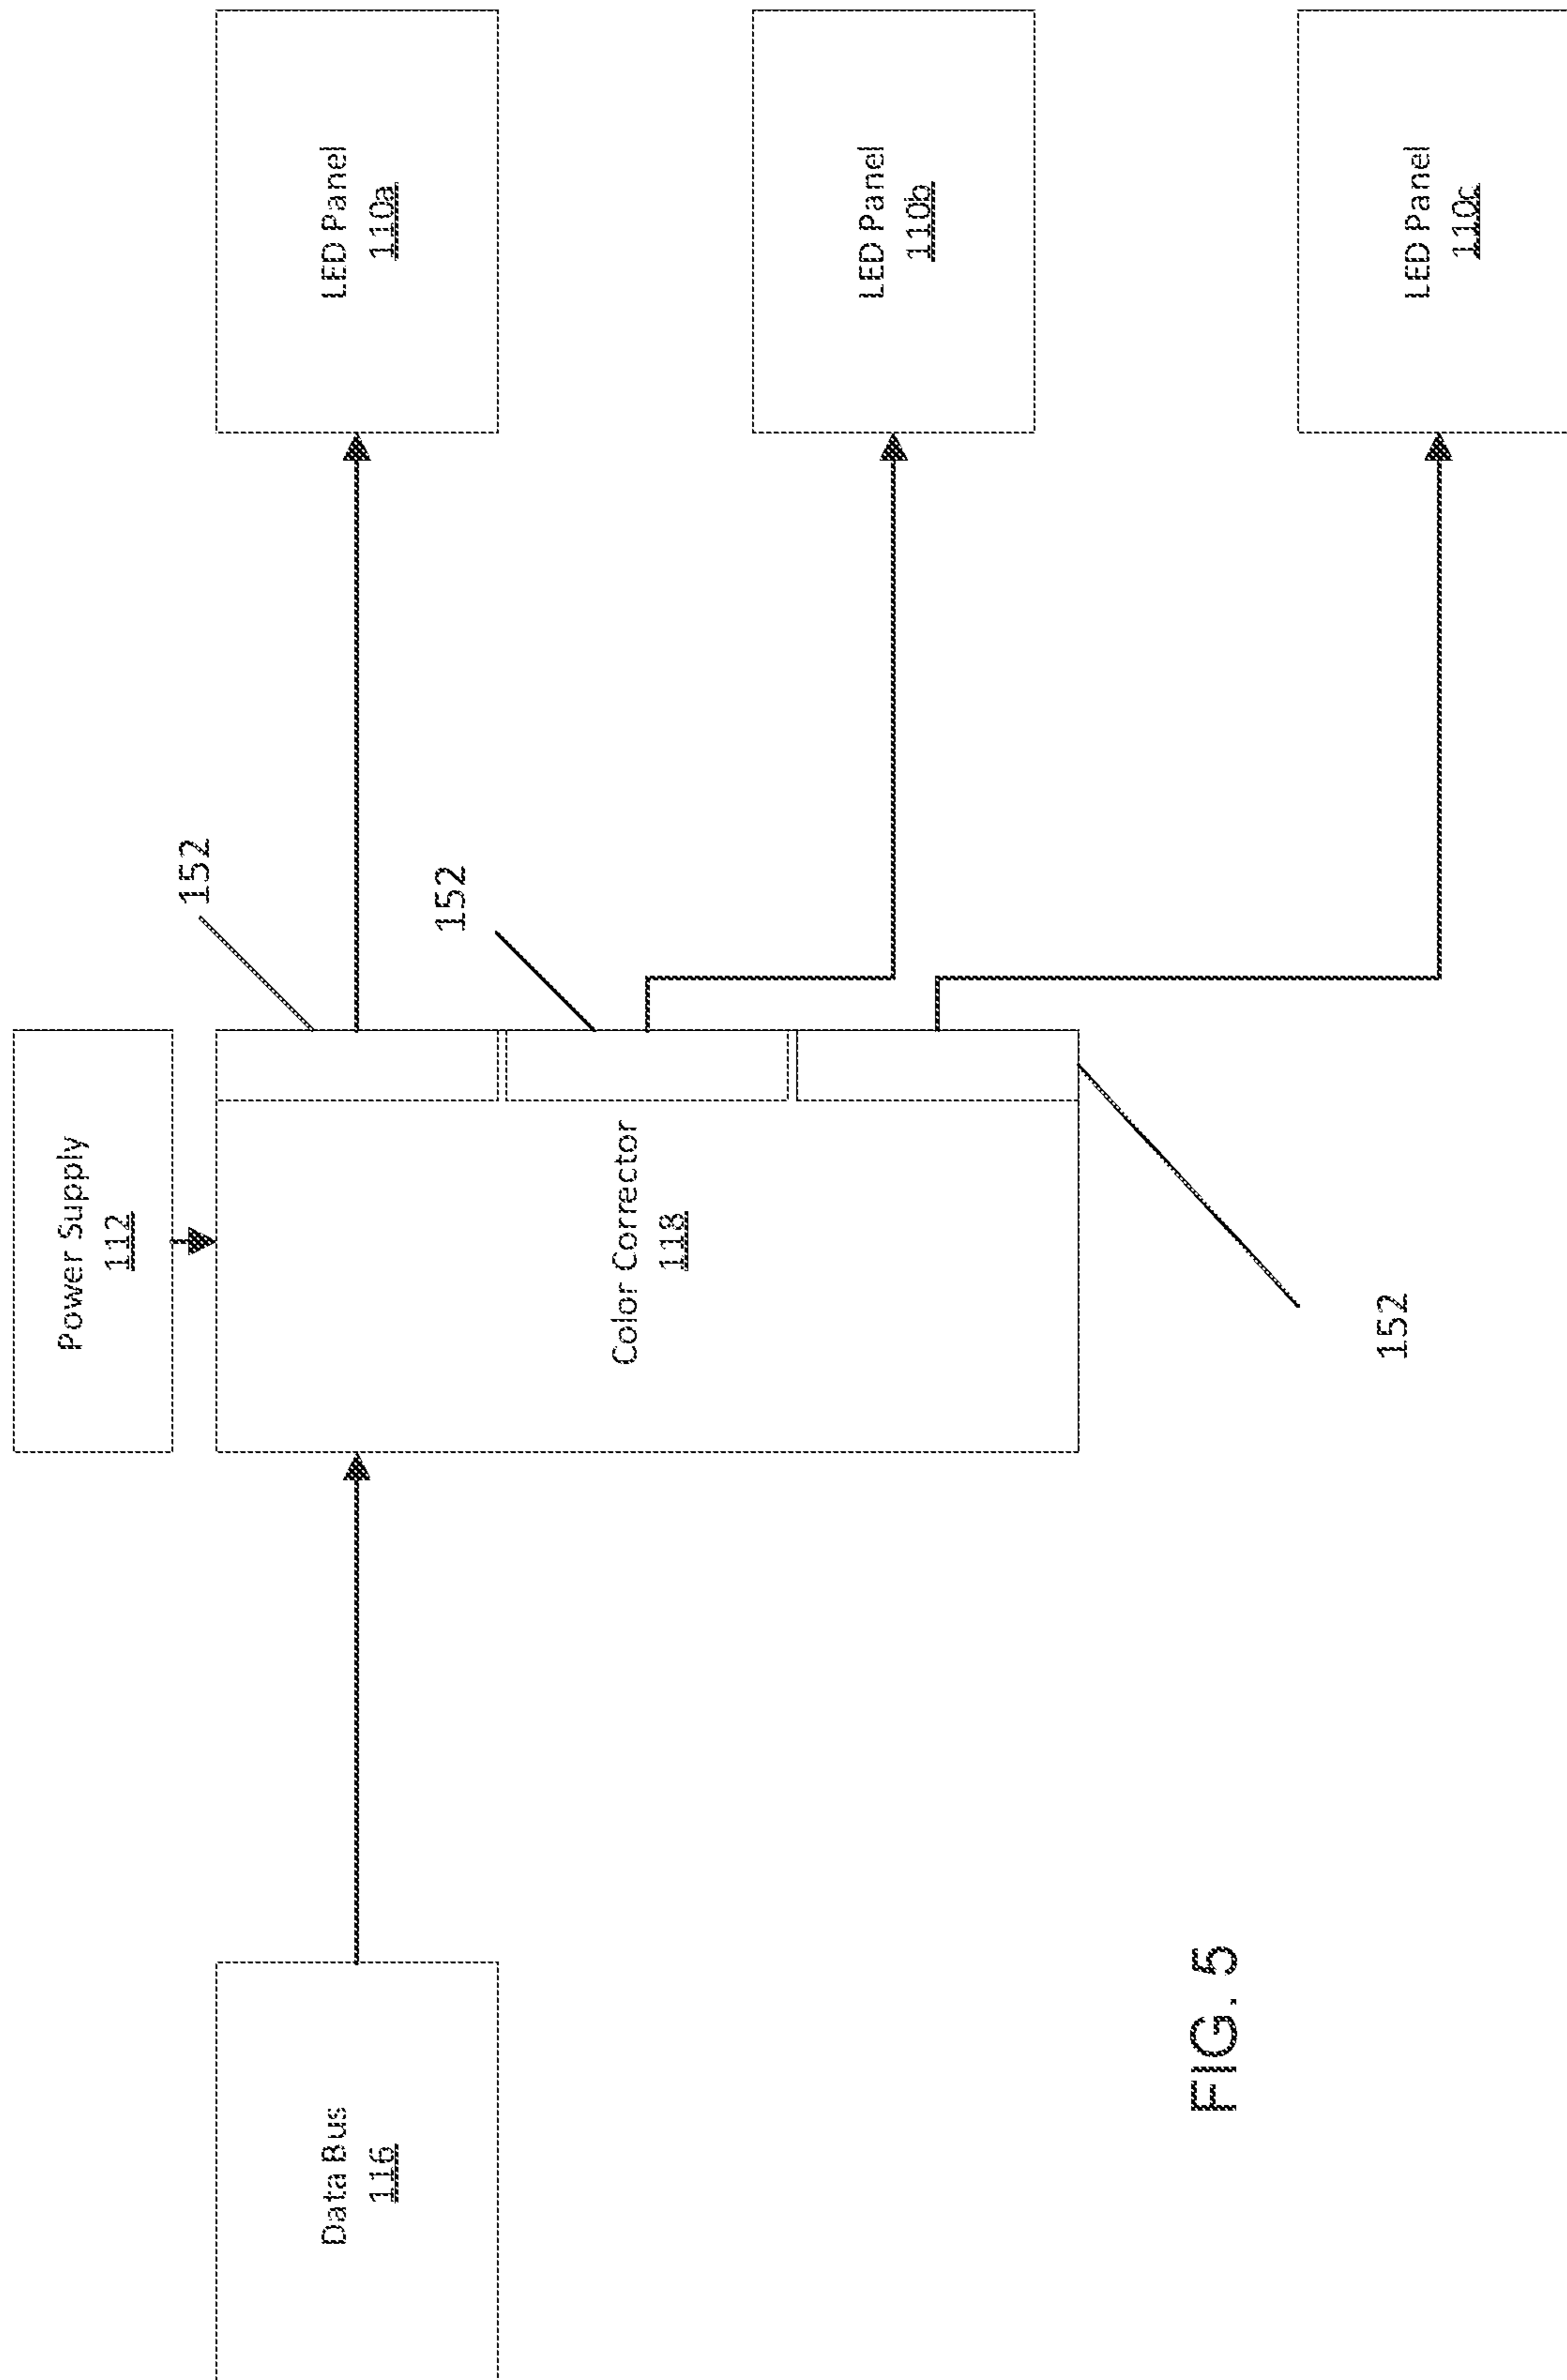 Power Supply
112
152
LED Panel
110a
Data Bus
116
Color Corrector
118
152
LED Panel
110b
152
LED Panel
110c
FIG. 5